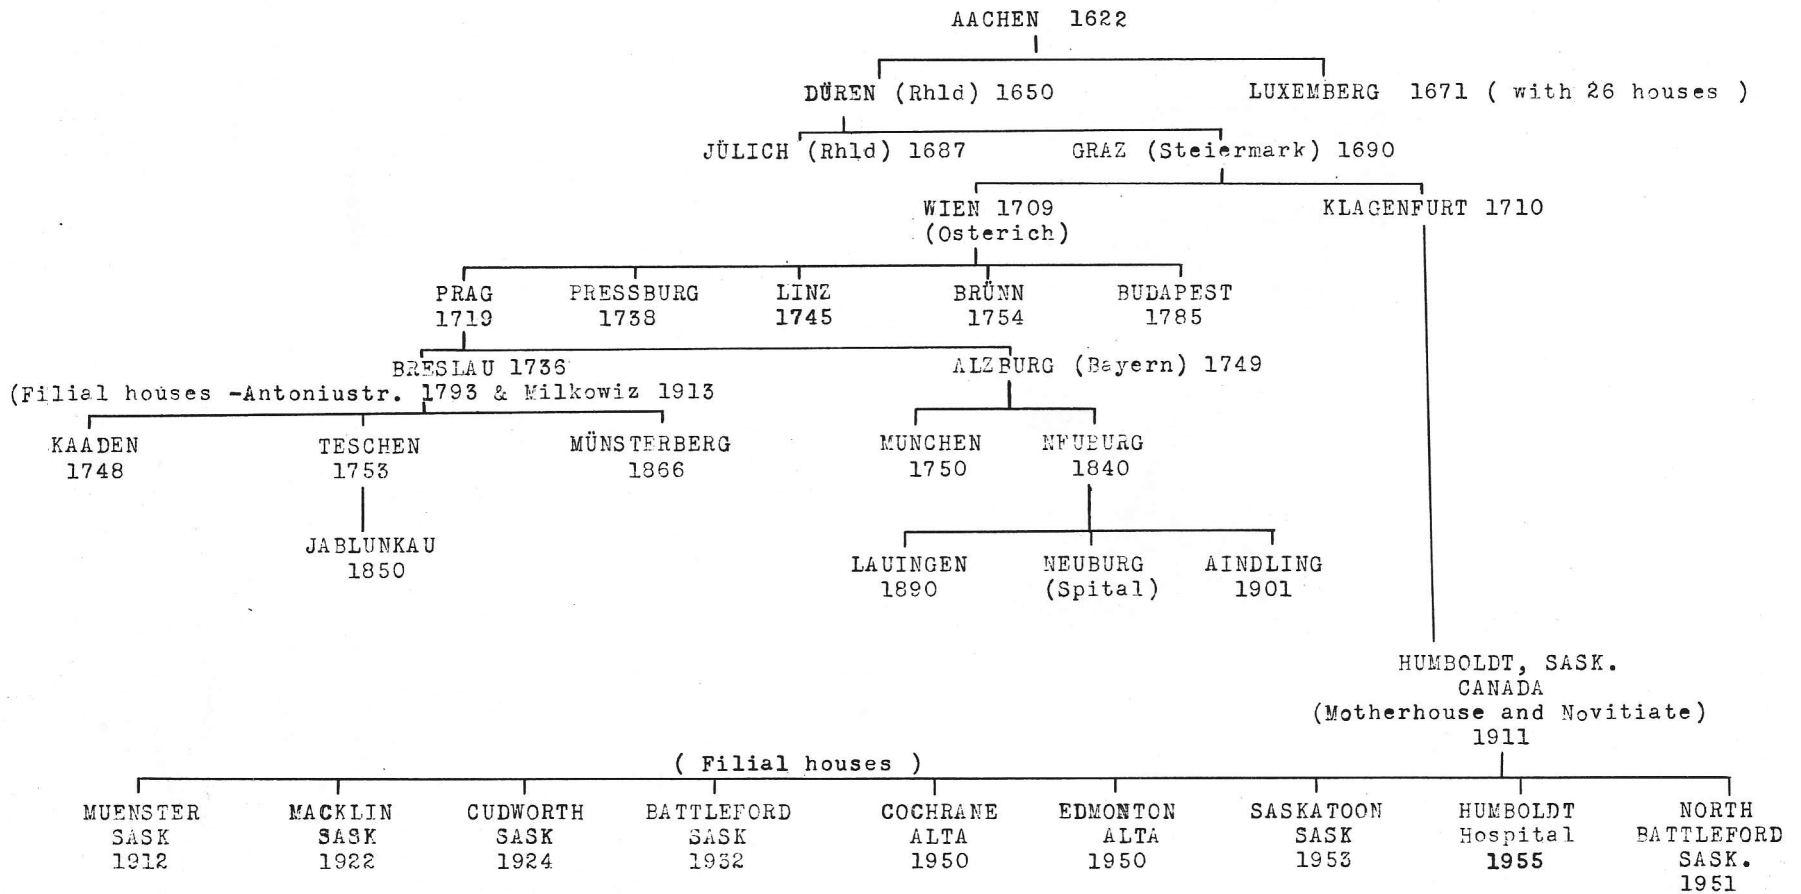 AACHEN 1622
DÜREN (Rhld) 1650 LUXEMBERG 1671 ( with 26 houses )
JÜLICH (Rhld) 1687 GRAZ (Steiermark) 1690
WIEN 1709 KLAGENFURT 1710
(Osterich)
PRAG PRESSBURG LINZ BRÜNN BUDAPEST
1719 1738 1745 1754 1785
BRESLAU 1736 ALZBURG (Bayern) 1749
(Filial houses -Antoniustr. 1793 & Milkowiz 1913
KAADEN TESCHEN MÜNSTERBERG MUNCHEN NEUBURG
1748 1753 1866 1750 1840
JABLUNKAU
1850
LAUINGEN NEUBURG AINDLING
1890 (Spital) 1901
HUMBOLDT, SASK.
CANADA
(Motherhouse and Novitiate)
1911
( Filial houses )
MUENSTER MACKLIN CUDWORTH BATTLEFORD COCHRANE EDMONTON SASKATOON HUMBOLDT NORTH
SASK SASK SASK SASK ALTA ALTA SASK Hospital BATTLEFORD
1912 1922 1924 1932 1950 1950 1953 1955 SASK.
1951